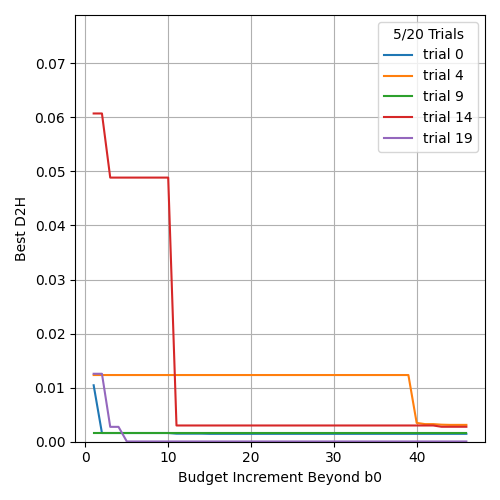 5/20 Trials
trial 0
trial 4
trial 9
trial 14
trial 19
0.07
0.06
0.05
0.04
0.03
0.02
0.01
0.00
Best D2H
0
10
20
30
40
Budget Increment Beyond b0